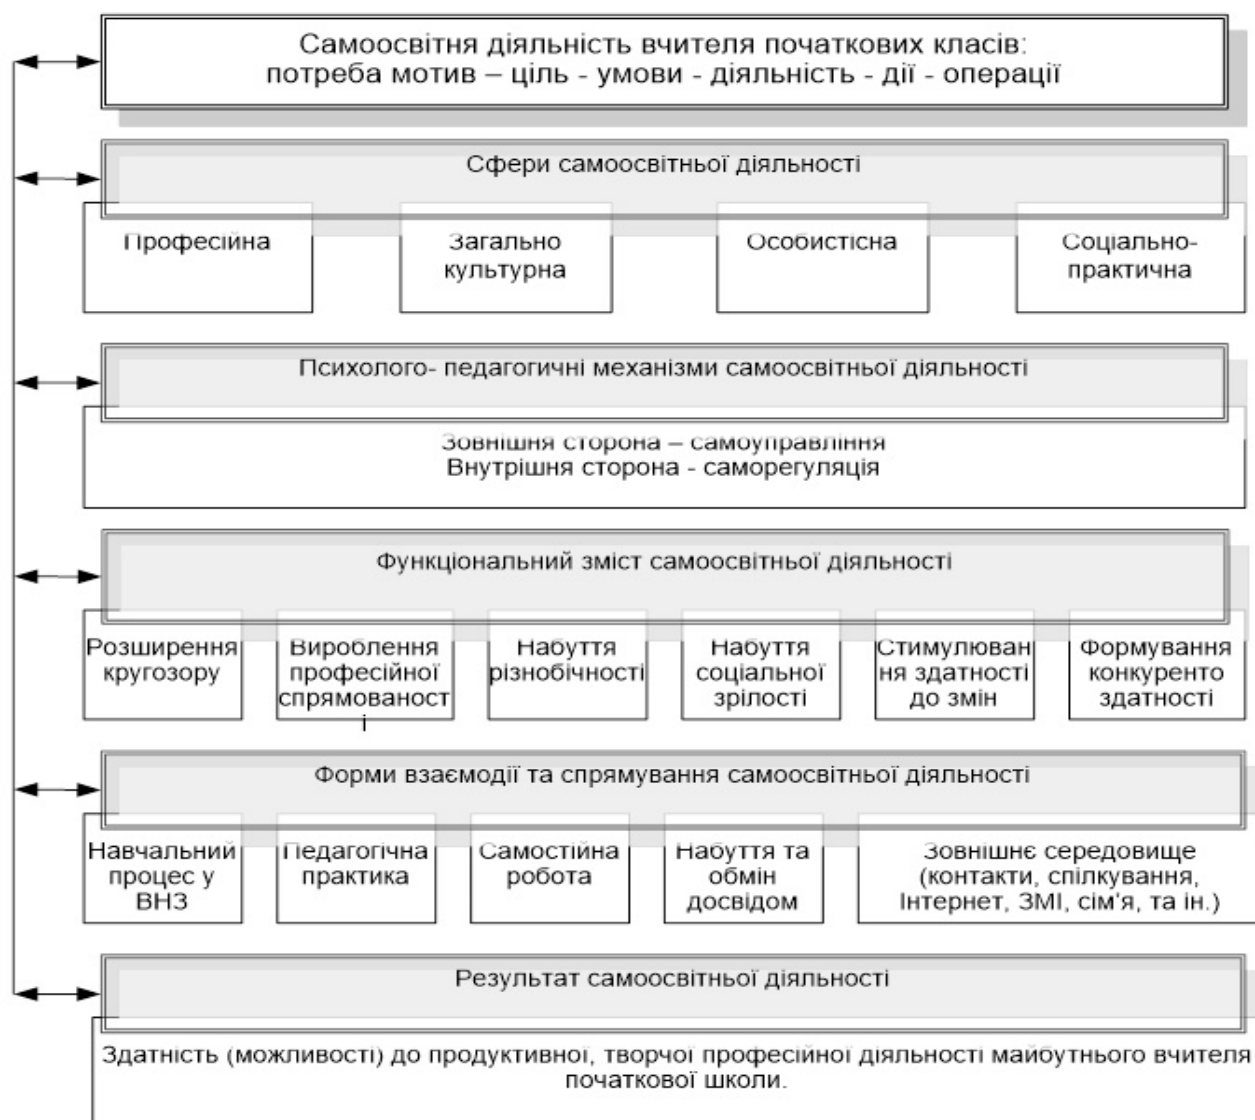 Самоосвітня діяльність вчителя початкових класів:
потреба мотив – ціль - умови - діяльність - дії - операції
Сфери самоосвітньої діяльності
Професійна
Загально
культурна
Особистісна
Соціально-
практична
Психолого- педагогичні механізми самоосвітньої діяльності
Зовнішня сторона – самоуправління
Внутрішня сторона - саморегуляція
Функціональний зміст самоосвітньої діяльності
Розширення
кругозору
Вироблення
професійної
спрямованост
і
Набуття
різнобічності
Набуття
соціальної
зрілості
Стимулюван
ня здатності
до змін
Формування
конкуренто
здатності
Форми взаємодії та спрямування самоосвітньої діяльності
Навчальний
процес у
ВНЗ
Педагогічна
практика
Самостійна
робота
Набуття та
обмін
досвідом
Зовнішнє середовище
(контакти, спілкування,
Інтернет, ЗМІ, сім'я, та ін.)
Результат самоосвітньої діяльності
Здатність (можливості) до продуктивної, творчої професійної діяльності майбутнього вчителя
початкової школи.